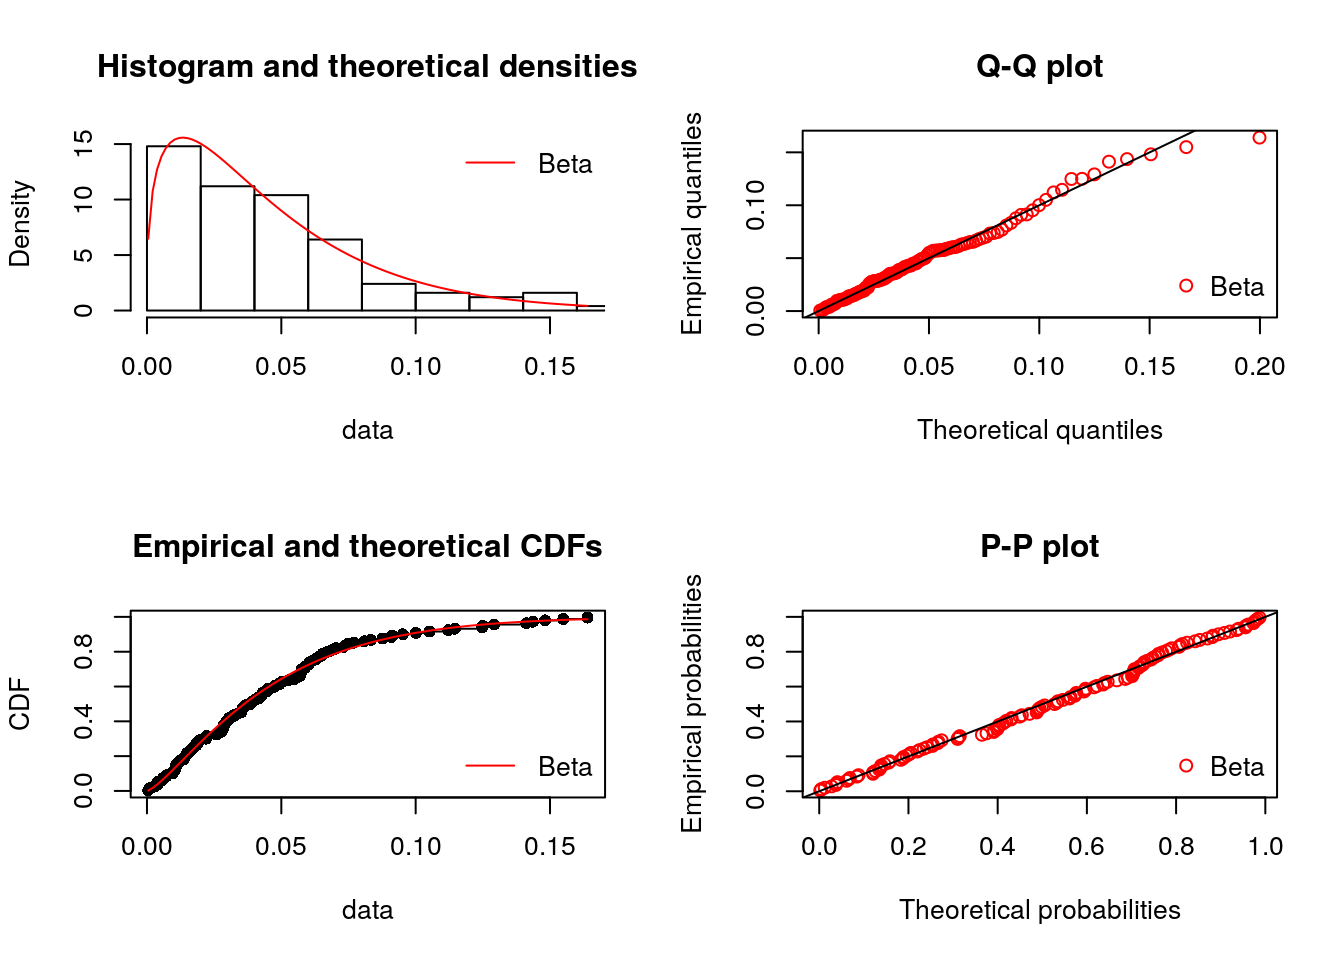 Histogram and theoretical densities
Density
15
10
5
0
Beta
0.00 0.05 0.10 0.15
data
Q-Q plot
Empirical quantiles
0.10
0.00
Beta
0.00 0.05 0.10 0.15 0.20
Theoretical quantiles
Empirical and theoretical CDFs
CDF
0.8
0.4
0.0
Beta
0.00 0.05 0.10 0.15
data
P-P plot
Empirical probabilities
0.8
0.4
0.0
Beta
0.0 0.2 0.4 0.6 0.8 1.0
Theoretical probabilities